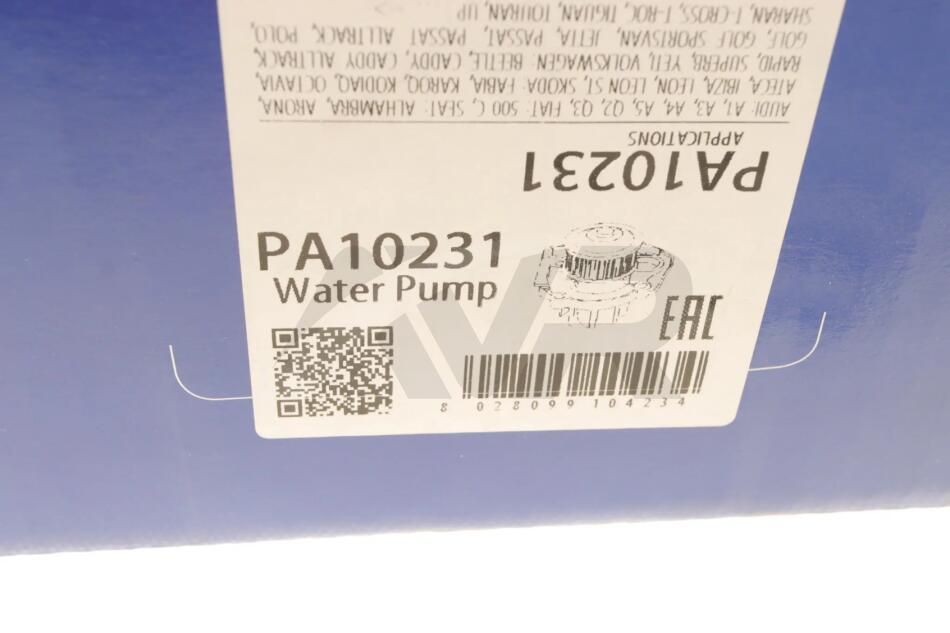 PA10231
APPLICATIONS
AUDI: A1, A3, A4, A5, Q2, Q3, FIAT: 500 C, SEAT: ALHAMBRA, ARONA,
ATECA, IBIZA, LEON, LEON ST, SKODA: FABIA, KAROQ, KODIAQ, OCTAVIA,
RAPID, SUPERB, YETI, VOLKSWAGEN: BEETLE, CADDY, CADDY ALLTRACK,
GOLF, GOLF SPORTSVAN, JETTA, PASSAT, PASSAT ALLTRACK, POLO,
SHARAN, T-CROSS, T-ROC, TIGUAN, TOURAN, UP
PA10231
Water Pump
EAC
8 028099 104234